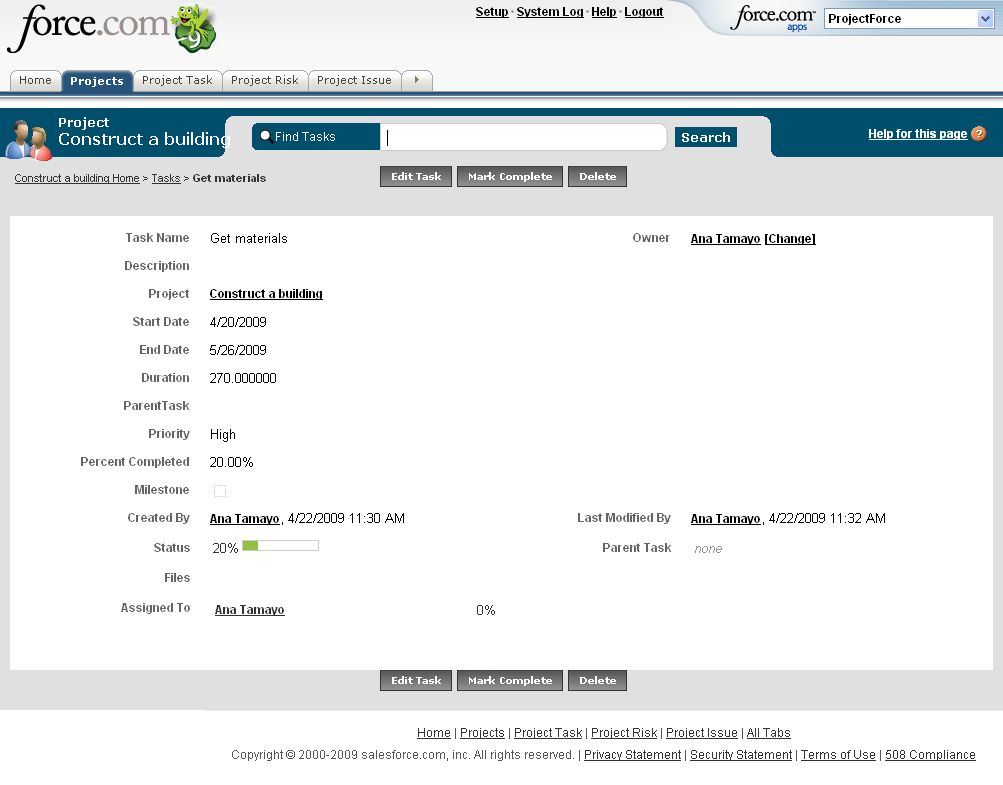 force.com
9
Setup · System Log · Help · Logout
force.com apps
ProjectForce
Home
Projects
Project Task
Project Risk
Project Issue
Project
Construct a building
Find Tasks
Search
Help for this page ?
Construct a building Home > Tasks > Get materials
Edit Task
Mark Complete
Delete
Task Name Get materials
Owner Ana Tamayo [Change]
Description
Project Construct a building
Start Date 4/20/2009
End Date 5/26/2009
Duration 270.000000
ParentTask
Priority High
Percent Completed 20.00%
Milestone
Created By Ana Tamayo, 4/22/2009 11:30 AM
Last Modified By Ana Tamayo, 4/22/2009 11:32 AM
Status 20%
Parent Task none
Files
Assigned To Ana Tamayo 0%
Edit Task
Mark Complete
Delete
Home | Projects | Project Task | Project Risk | Project Issue | All Tabs
Copyright © 2000-2009 salesforce.com, inc. All rights reserved. | Privacy Statement | Security Statement | Terms of Use | 508 Compliance